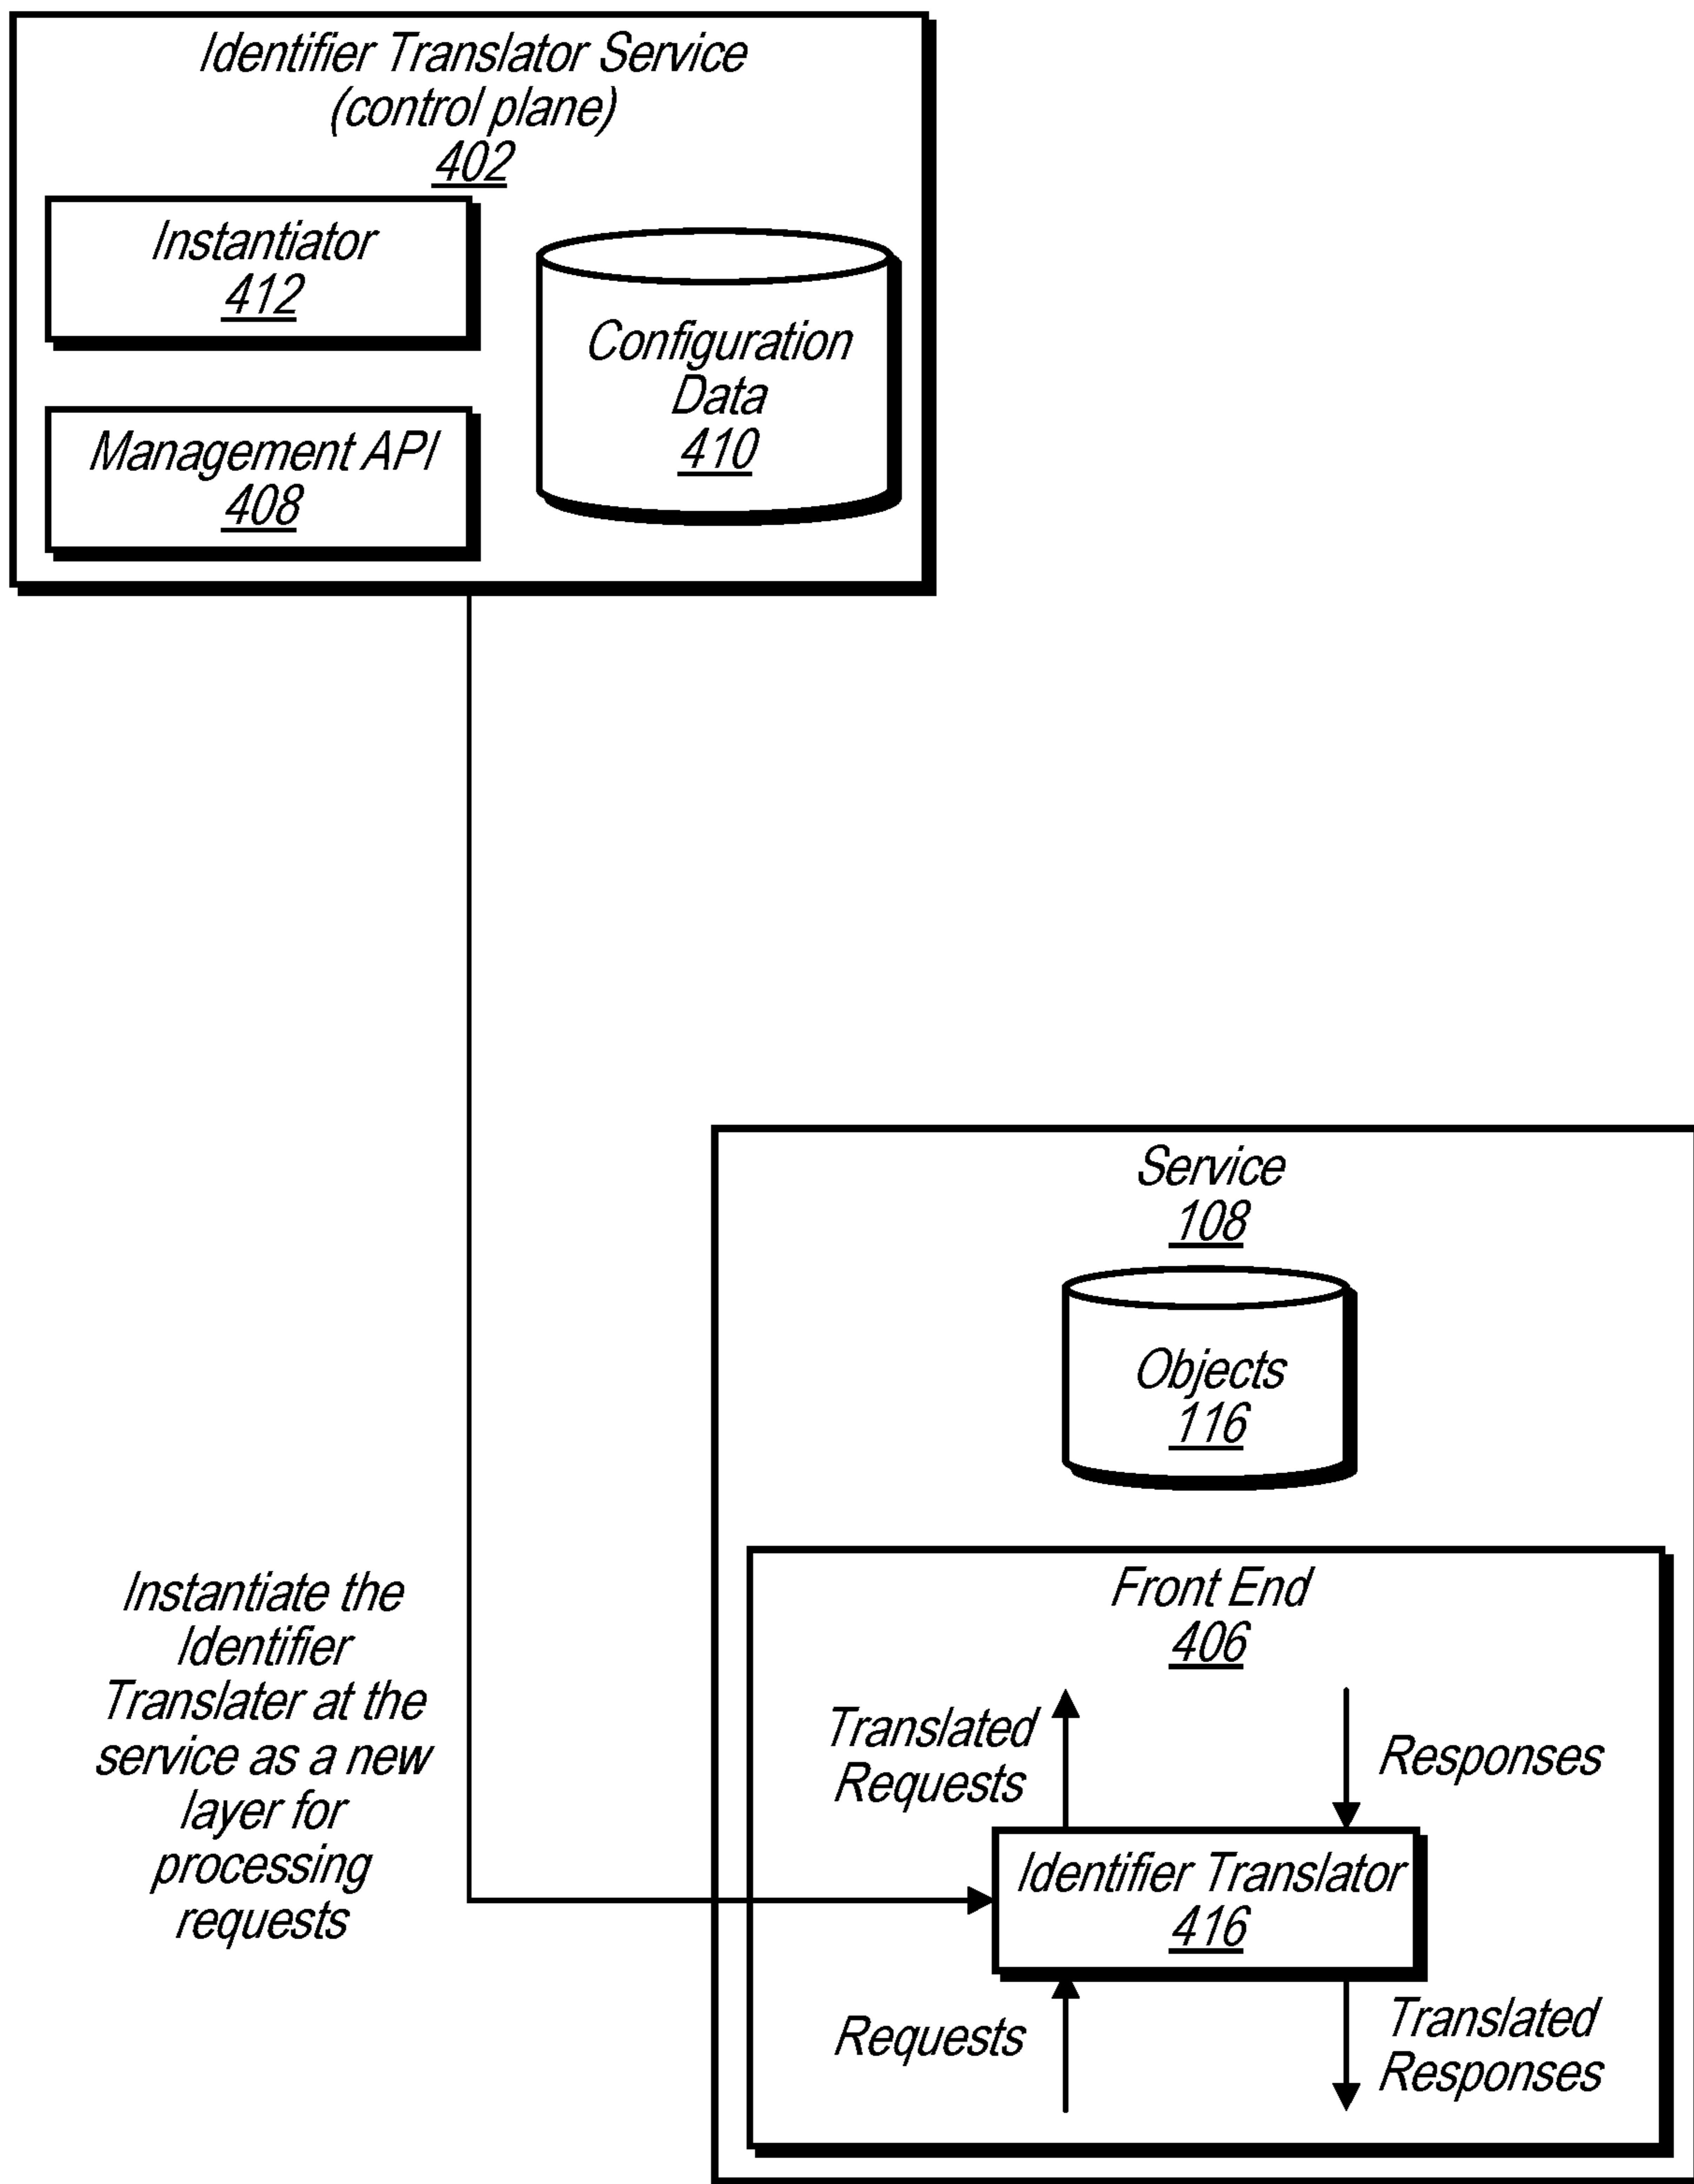 Identifier Translator Service
(control plane)
402
Instantiator
412
Configuration
Data
410
Management API
408
Service
108
Objects
116
Instantiate the
Identifier
Translater at the
service as a new
layer for
processing
requests
Front End
406
Translated
Requests
Responses
Identifier Translator
416
Requests
Translated
Responses